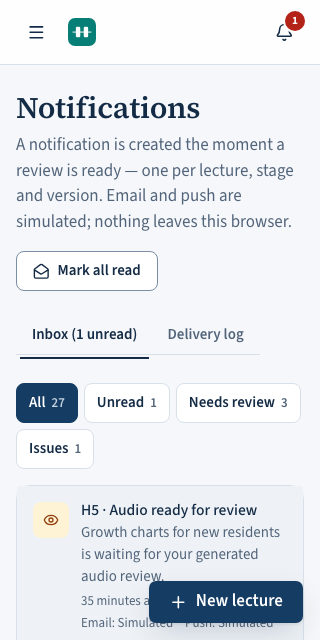 1
Notifications
A notification is created the moment a
review is ready — one per lecture, stage
and version. Email and push are
simulated; nothing leaves this browser.
Mark all read
Inbox (1 unread) Delivery log
All 27 Unread 1 Needs review 3
Issues 1
H5 · Audio ready for review
Growth charts for new residents
is waiting for your generated
audio review.
35 minutes
New lecture
Email: Simulated Push: Simulated